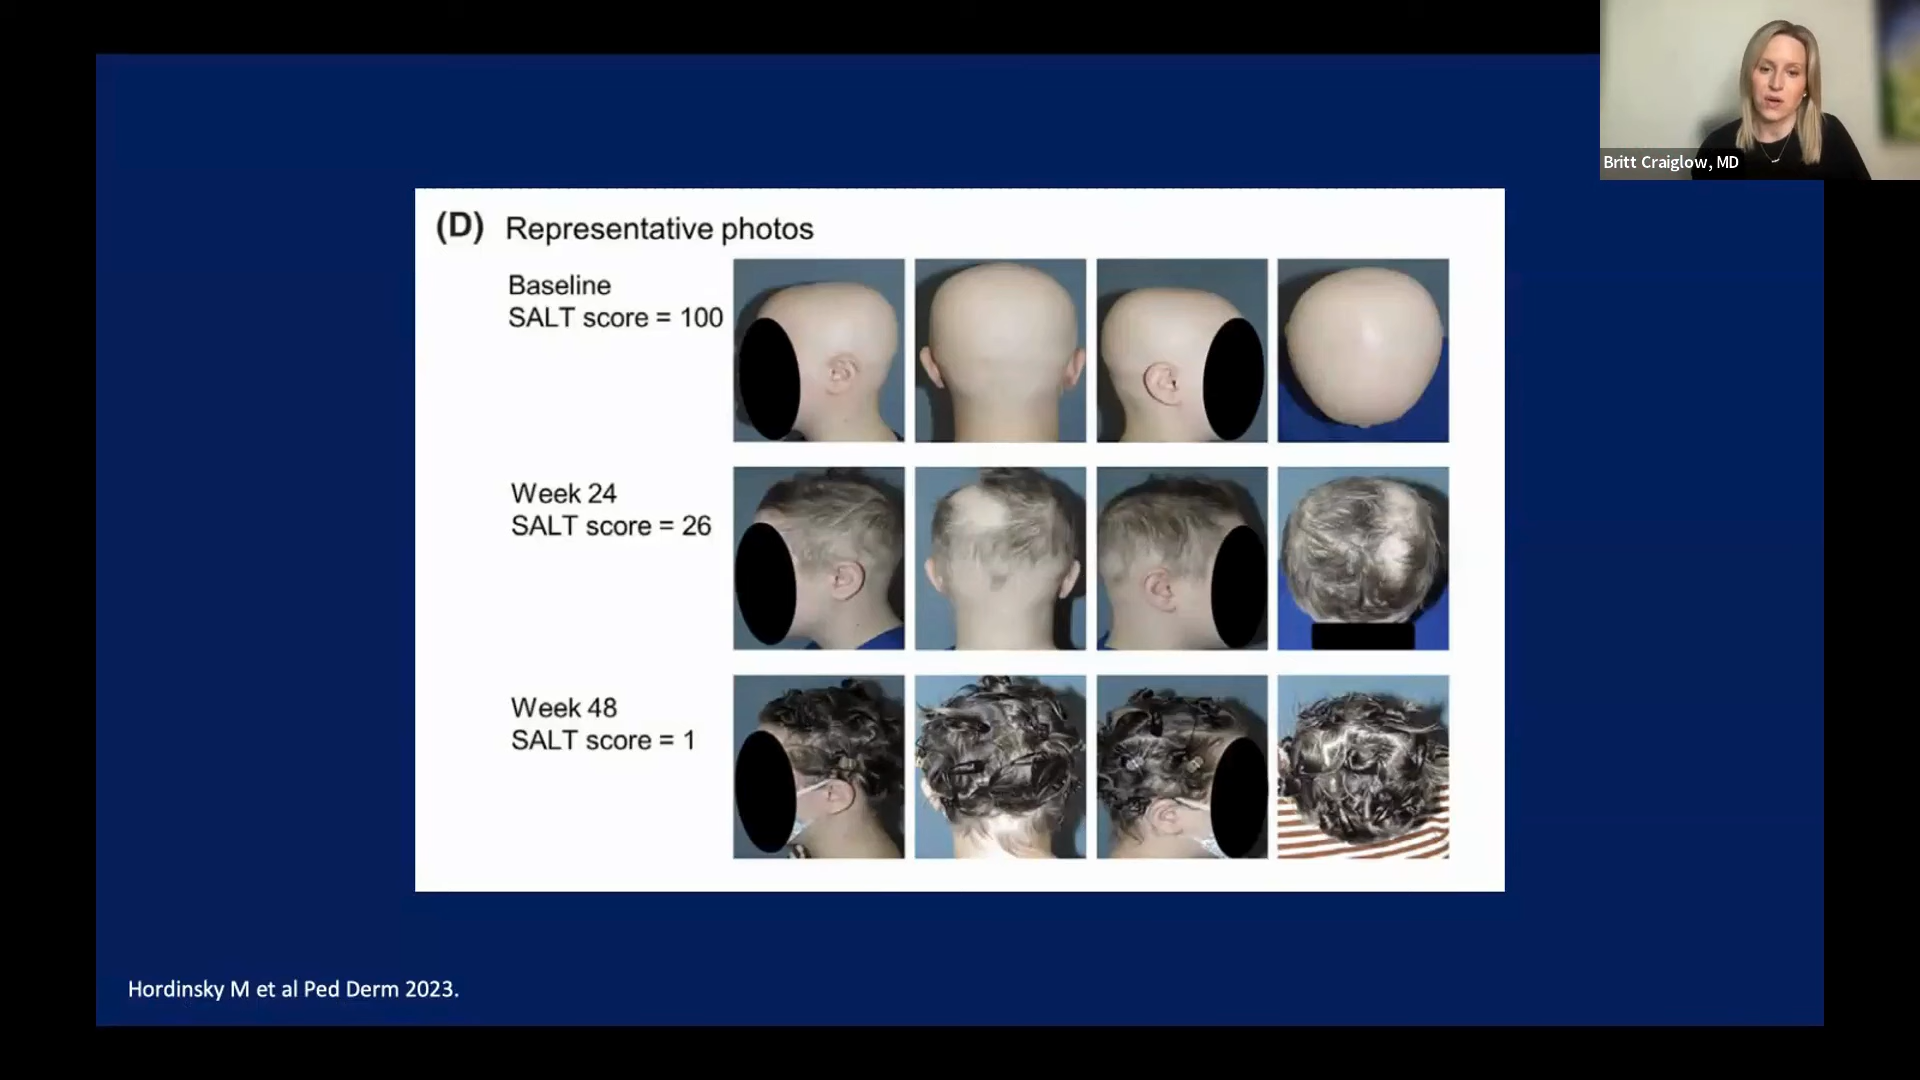 Britt Craiglow, MD
(D) Representative photos
Baseline
SALT score = 100
Week 24
SALT score = 26
Week 48
SALT score = 1
Hordinsky M et al Ped Derm 2023.